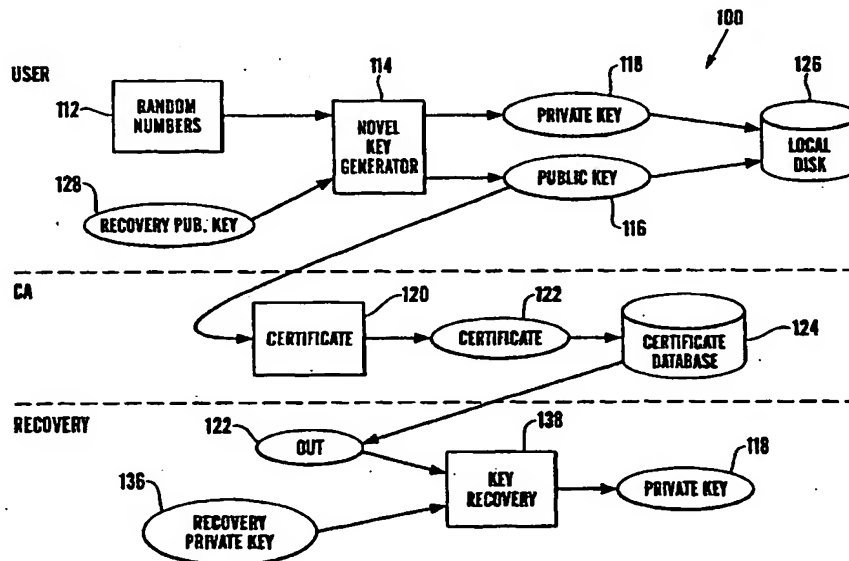 100
USER
114
118
126
112
RANDOM
NUMBERS
NOVEL
KEY
GENERATOR
PRIVATE KEY
LOCAL
DISK
128
RECOVERY PUB. KEY
PUBLIC KEY
116
CA
120
122
CERTIFICATE
CERTIFICATE
CERTIFICATE
DATABASE
124
RECOVERY
122
OUT
138
118
136
KEY
RECOVERY
PRIVATE KEY
RECOVERY
PRIVATE KEY